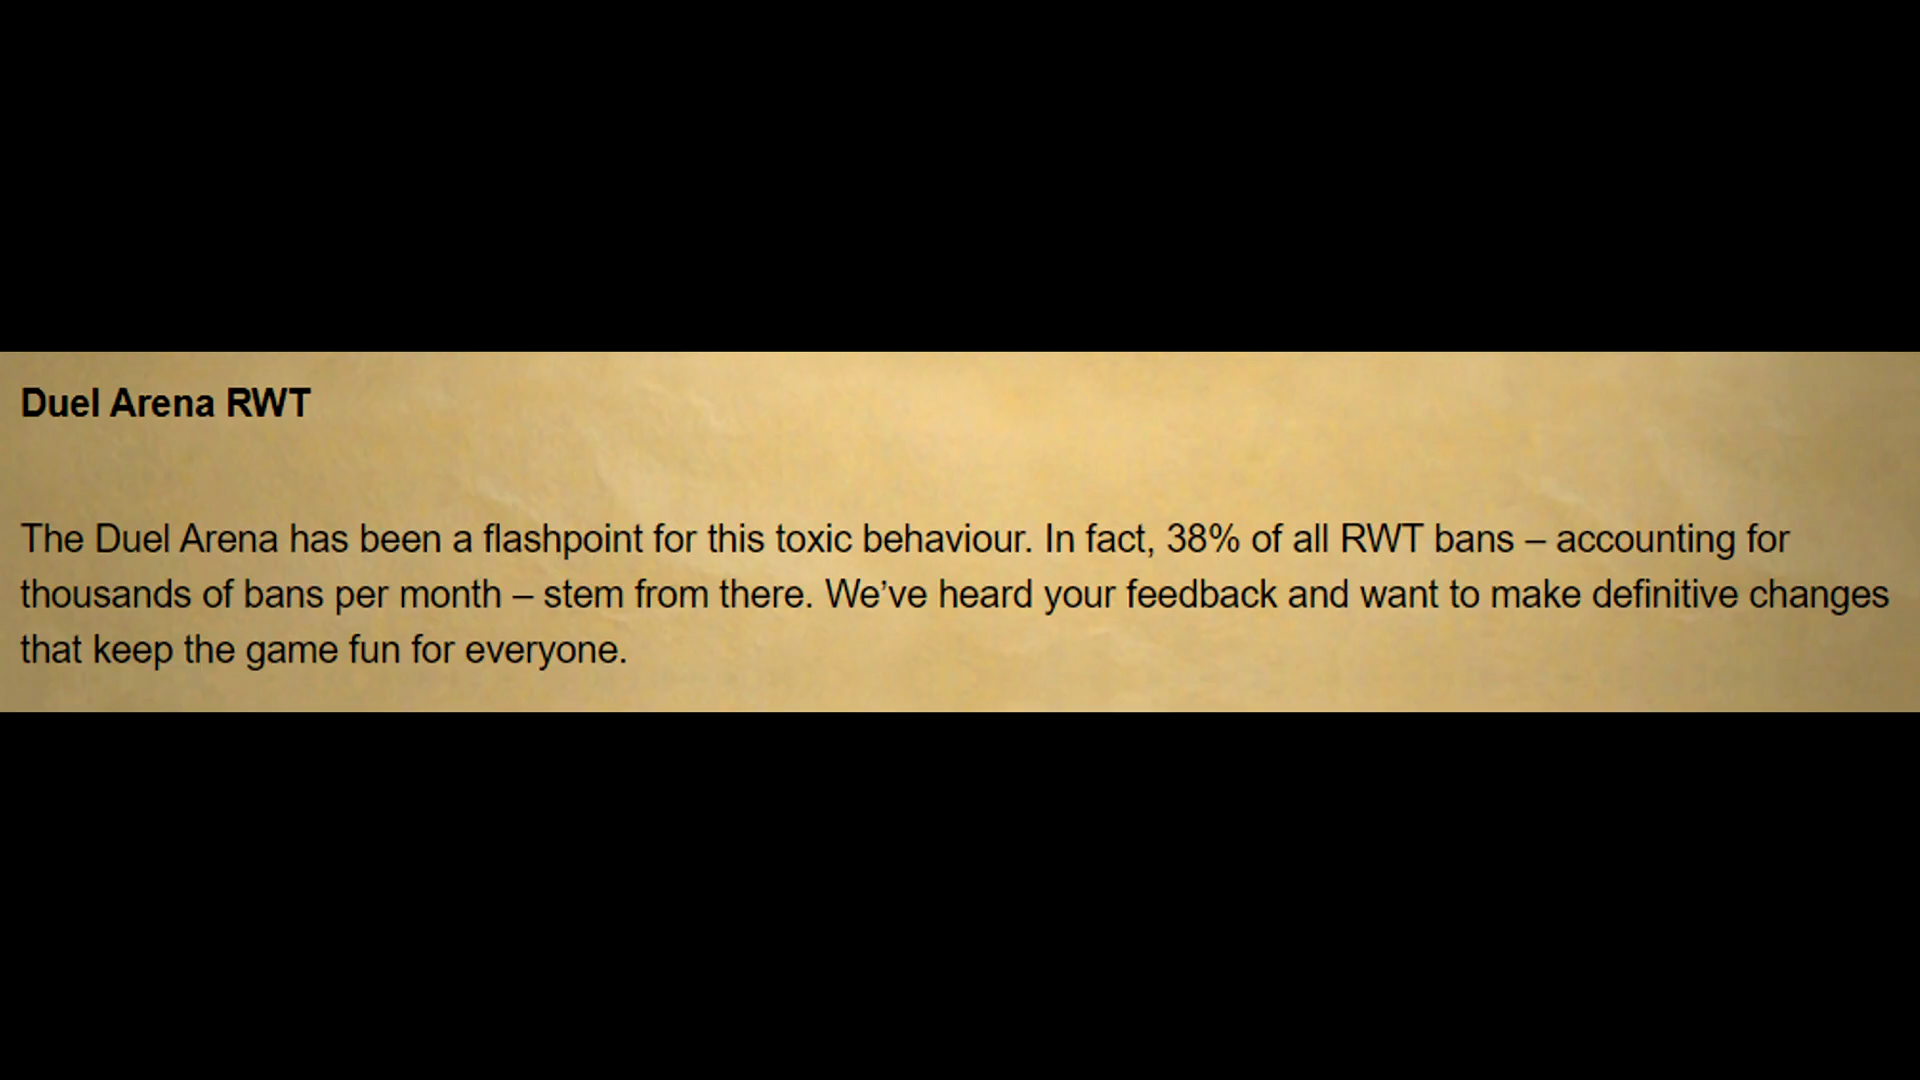 Duel Arena RWT
The Duel Arena has been a flashpoint for this toxic behaviour. In fact, 38% of all RWT bans – accounting for
thousands of bans per month – stem from there. We’ve heard your feedback and want to make definitive changes
that keep the game fun for everyone.